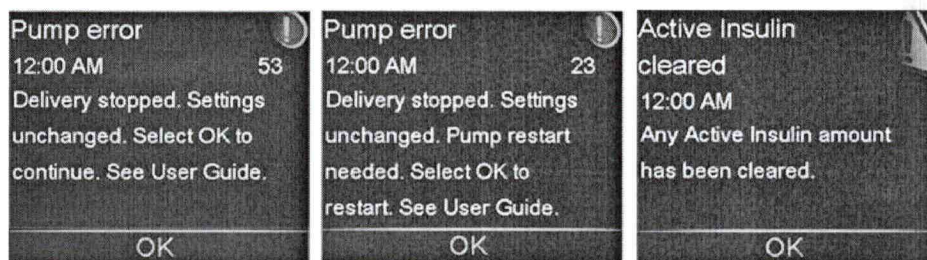 Pump error
12:00 AM 53
Delivery stopped. Settings
unchanged. Select OK to
continue. See User Guide.
OK
Pump error
12:00 AM 23
Delivery stopped. Settings
unchanged. Pump restart
needed. Select OK to
restart. See User Guide.
OK
Active Insulin
cleared
12:00 AM
Any Active Insulin amount
has been cleared.
OK